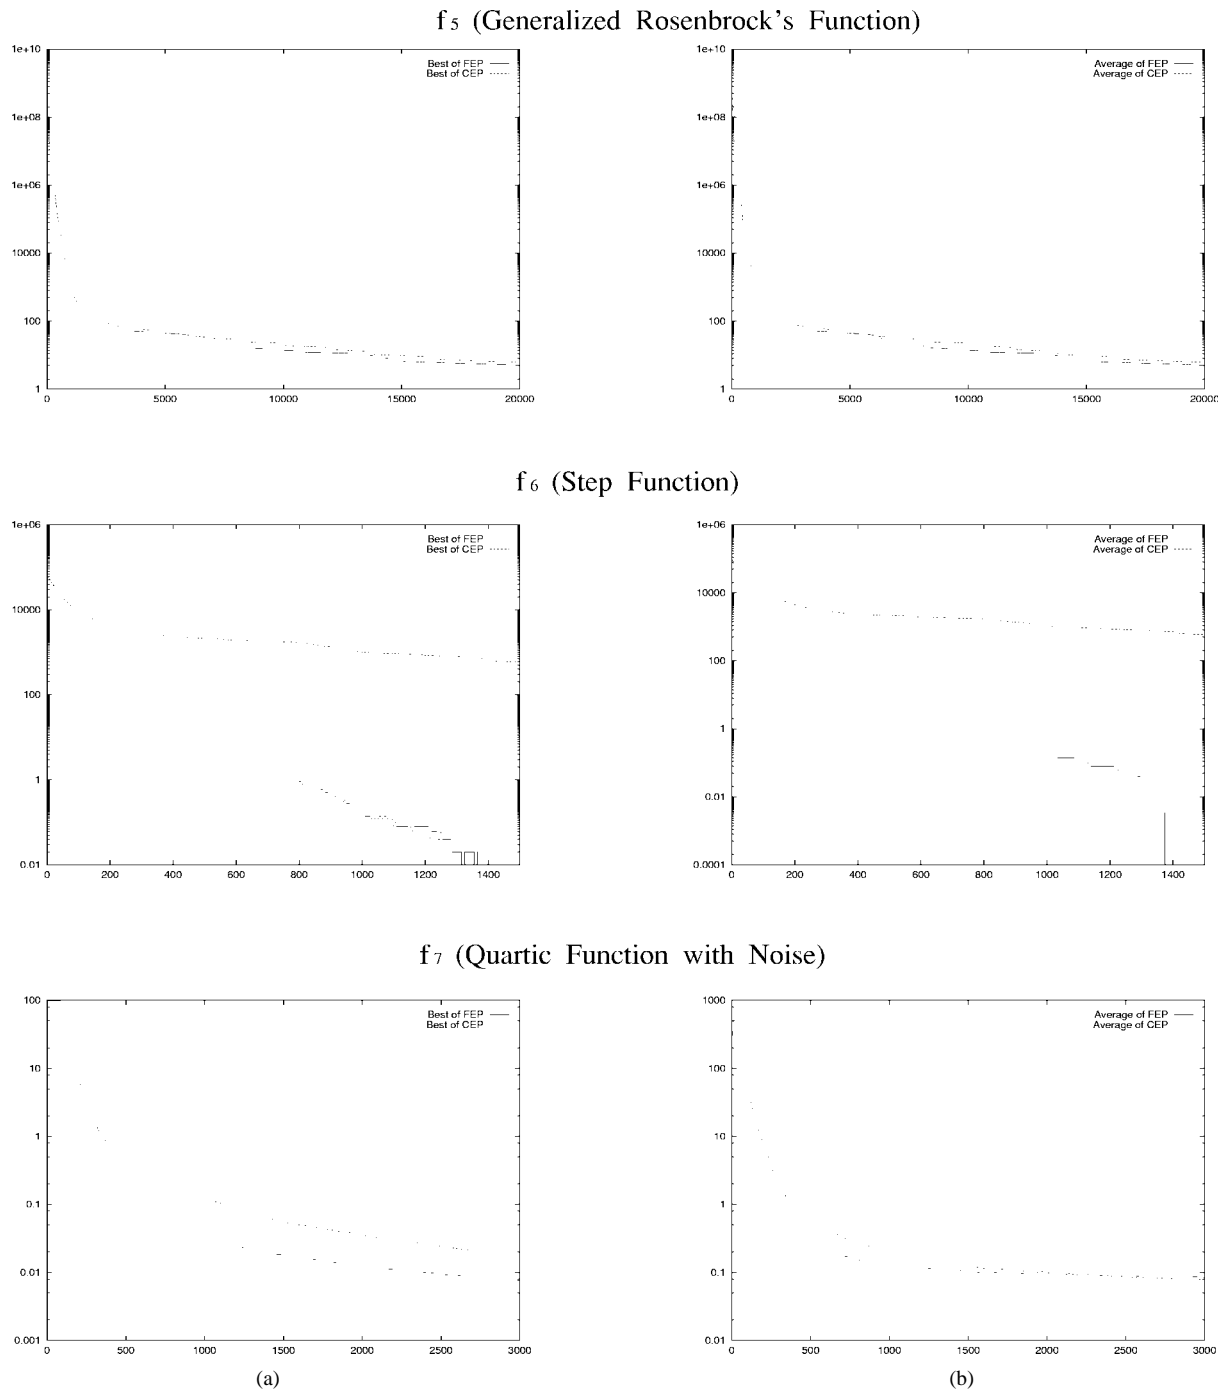 f 5 (Generalized Rosenbrock's Function)
1e+10
1e+08
1e+06
10000
100
1
0 5000 10000 15000 20000
Best of FEP
Best of CEP
1e+10
1e+08
1e+06
10000
100
1
0 5000 10000 15000 20000
Average of FEP
Average of CEP
f 6 (Step Function)
1e+06
10000
100
1
0.01
0 200 400 600 800 1000 1200 1400
Best of FEP
Best of CEP
1e+06
10000
100
1
0.01
0.0001
0 200 400 600 800 1000 1200 1400
Average of FEP
Average of CEP
f 7 (Quartic Function with Noise)
100
10
1
0.1
0.01
0.001
0 500 1000 1500 2000 2500 3000
Best of FEP
Best of CEP
(a)
1000
100
10
1
0.1
0.01
0 500 1000 1500 2000 2500 3000
Average of FEP
Average of CEP
(b)